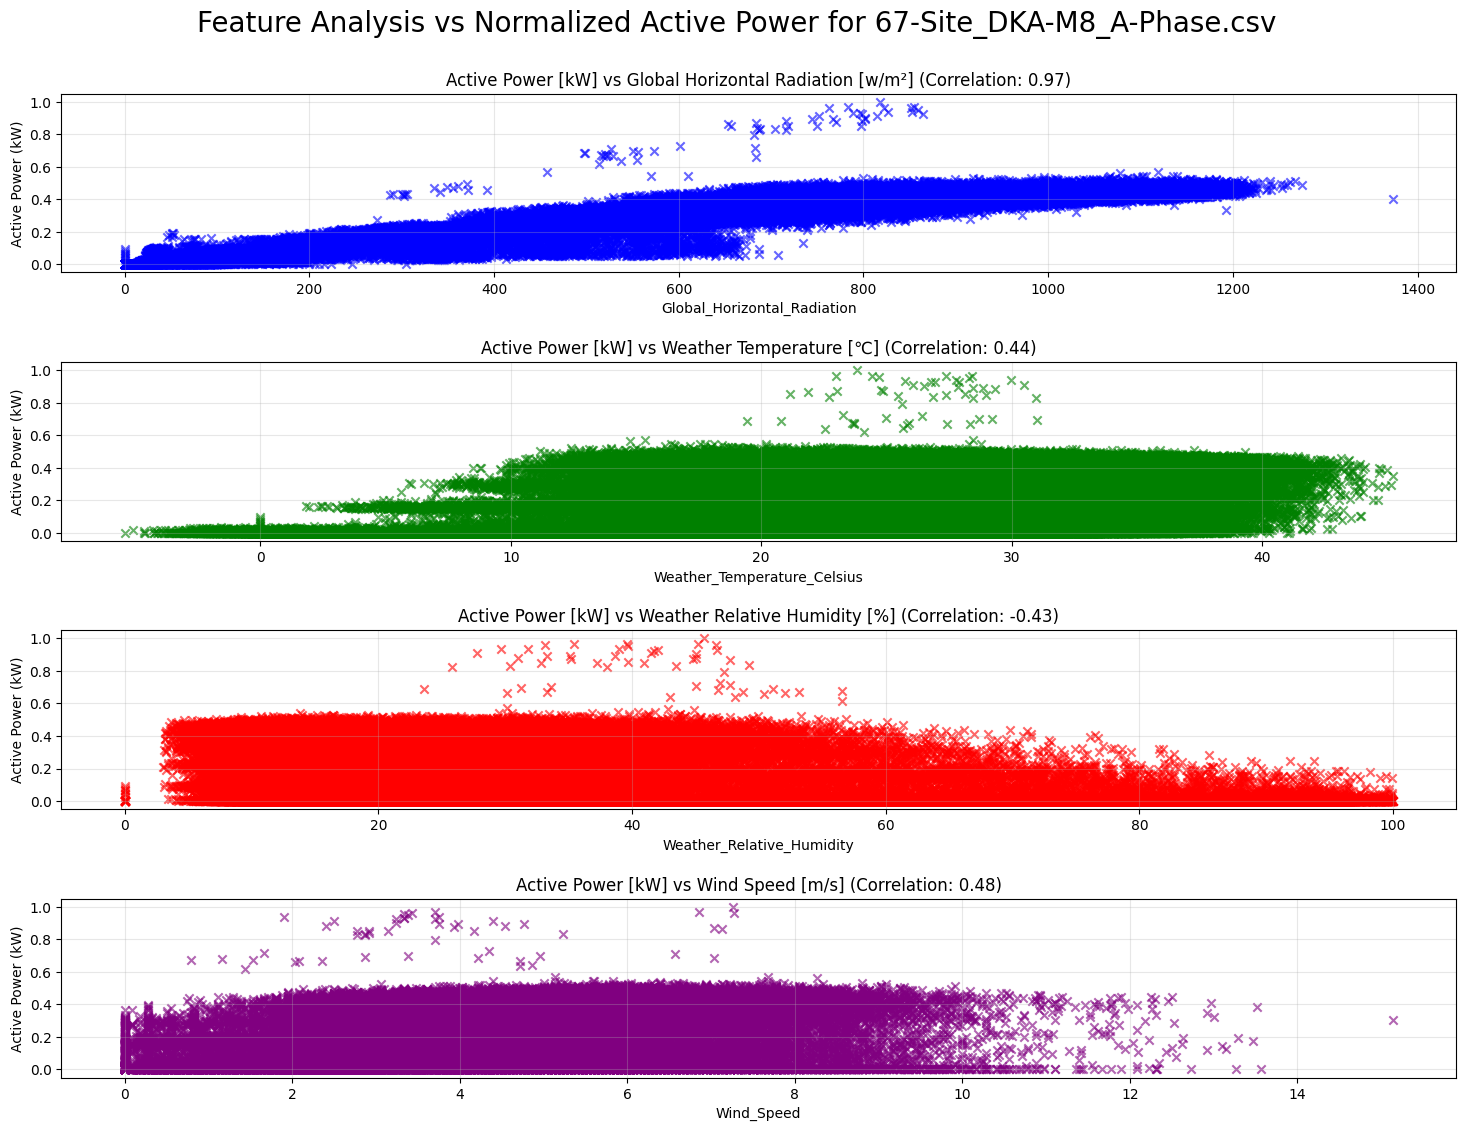 Feature Analysis vs Normalized Active Power for 67-Site_DKA-M8_A-Phase.csv
Active Power [kW] vs Global Horizontal Radiation [w/m²] (Correlation: 0.97)
Active Power (kW)
1.0
0.8
0.6
0.4
0.2
0.0
0 200 400 600 800 1000 1200 1400
Global_Horizontal_Radiation
Active Power [kW] vs Weather Temperature [℃] (Correlation: 0.44)
Active Power (kW)
1.0
0.8
0.6
0.4
0.2
0.0
0 10 20 30 40
Weather_Temperature_Celsius
Active Power [kW] vs Weather Relative Humidity [%] (Correlation: -0.43)
Active Power (kW)
1.0
0.8
0.6
0.4
0.2
0.0
0 20 40 60 80 100
Weather_Relative_Humidity
Active Power [kW] vs Wind Speed [m/s] (Correlation: 0.48)
Active Power (kW)
1.0
0.8
0.6
0.4
0.2
0.0
0 2 4 6 8 10 12 14
Wind_Speed